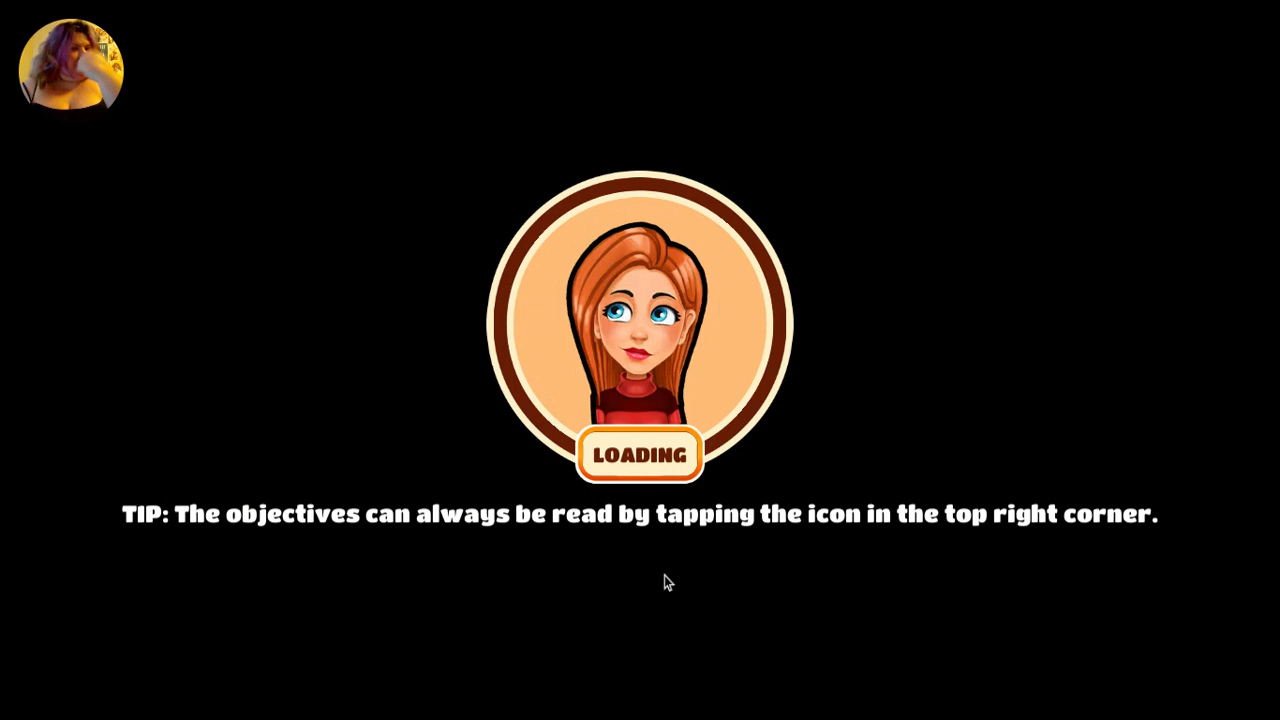 LOADING
TIP: The objectives can always be read by tapping the icon in the top right corner.